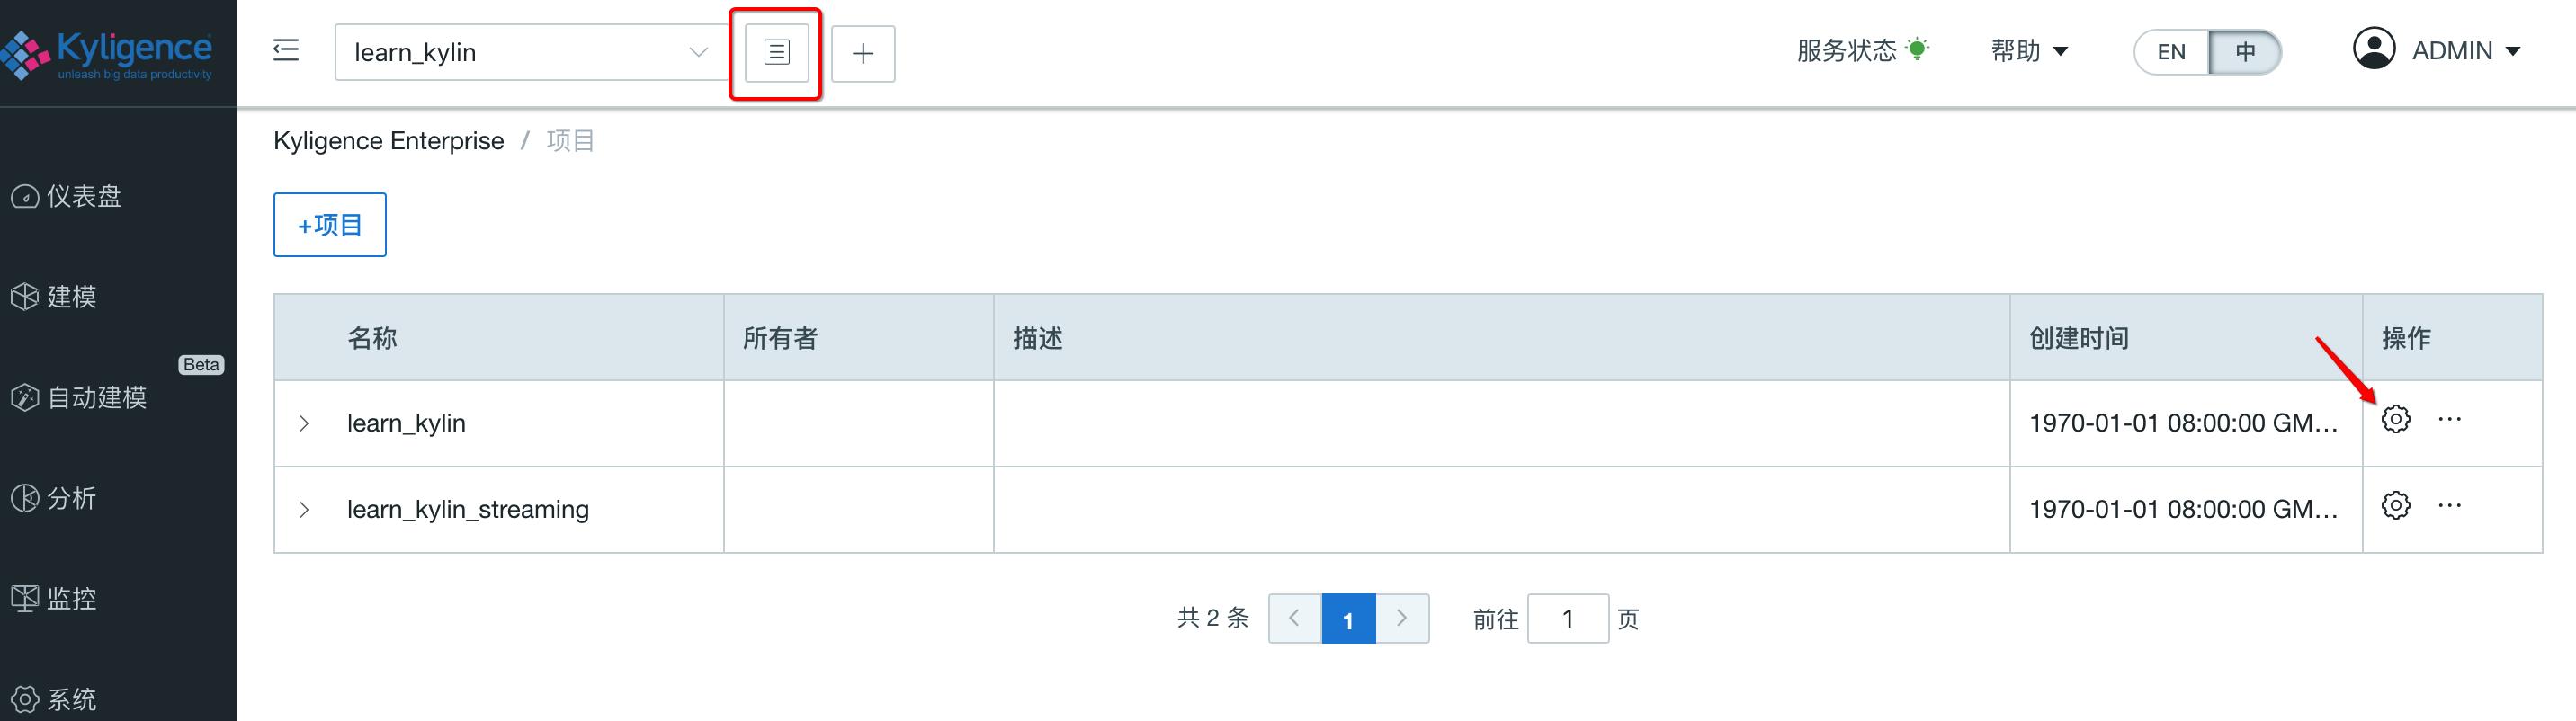 Kyligence
unleash big data productivity
learn_kylin
服务状态
帮助
EN 中
ADMIN
仪表盘
建模
Beta
自动建模
分析
监控
系统
Kyligence Enterprise / 项目
+项目
名称 所有者 描述 创建时间 操作
learn_kylin 1970-01-01 08:00:00 GM... ...
learn_kylin_streaming 1970-01-01 08:00:00 GM... ...
共 2 条 < 1 > 前往 1 页